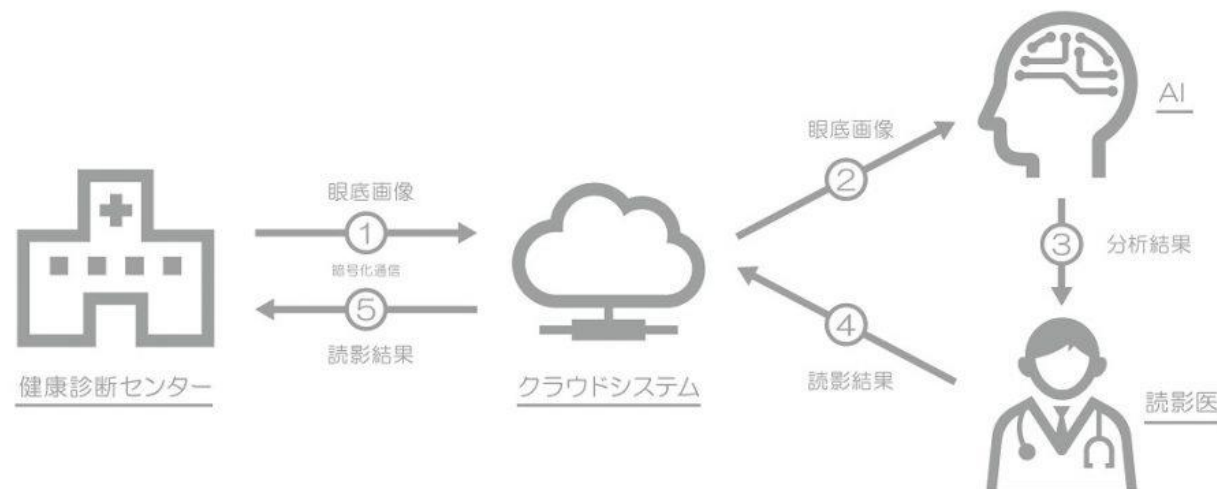 AI
眼底画像
②
眼底画像
①
暗号化通信
⑤
読影結果
③ 分析結果
④
読影結果
健康診断センター
クラウドシステム
読影医